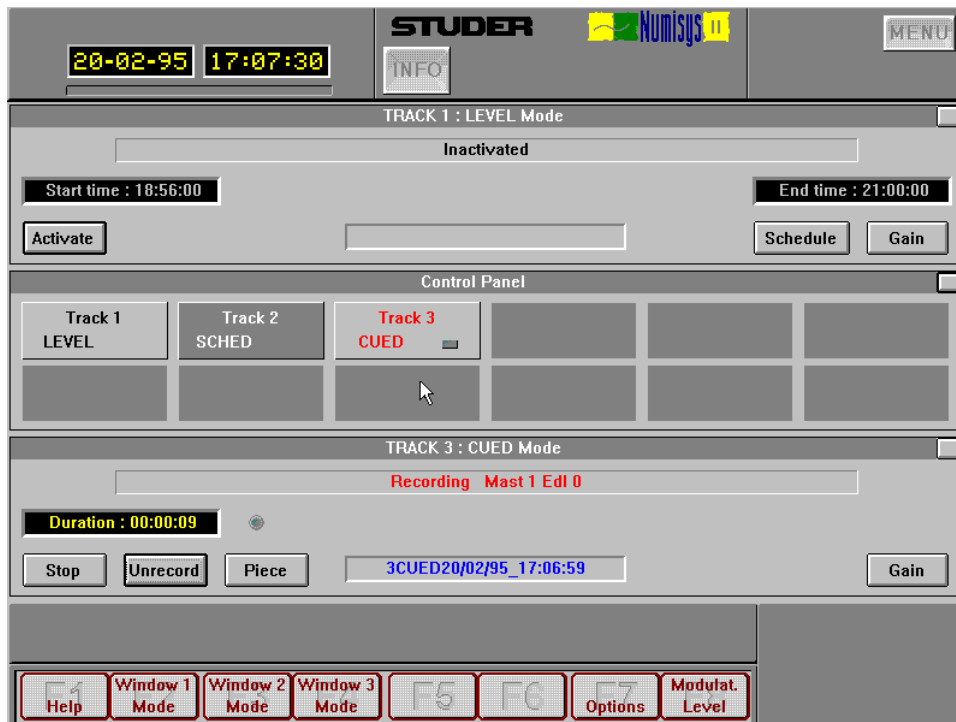 STUDER
Numisys II
MENU
20-02-95 17:07:30
INFO
TRACK 1 : LEVEL Mode
Inactivated
Start time : 18:56:00
End time : 21:00:00
Activate
Schedule
Gain
Control Panel
Track 1
LEVEL
Track 2
SCHED
Track 3
CUED
TRACK 3 : CUED Mode
Recording Mast 1 Edl 0
Duration : 00:00:09
Stop
Unrecord
Piece
3CUED20/02/95_17:06:59
Gain
F1
Help
Window 1
Mode
Window 2
Mode
Window 3
Mode
F5
F6
F7
Options
Modulat.
Level